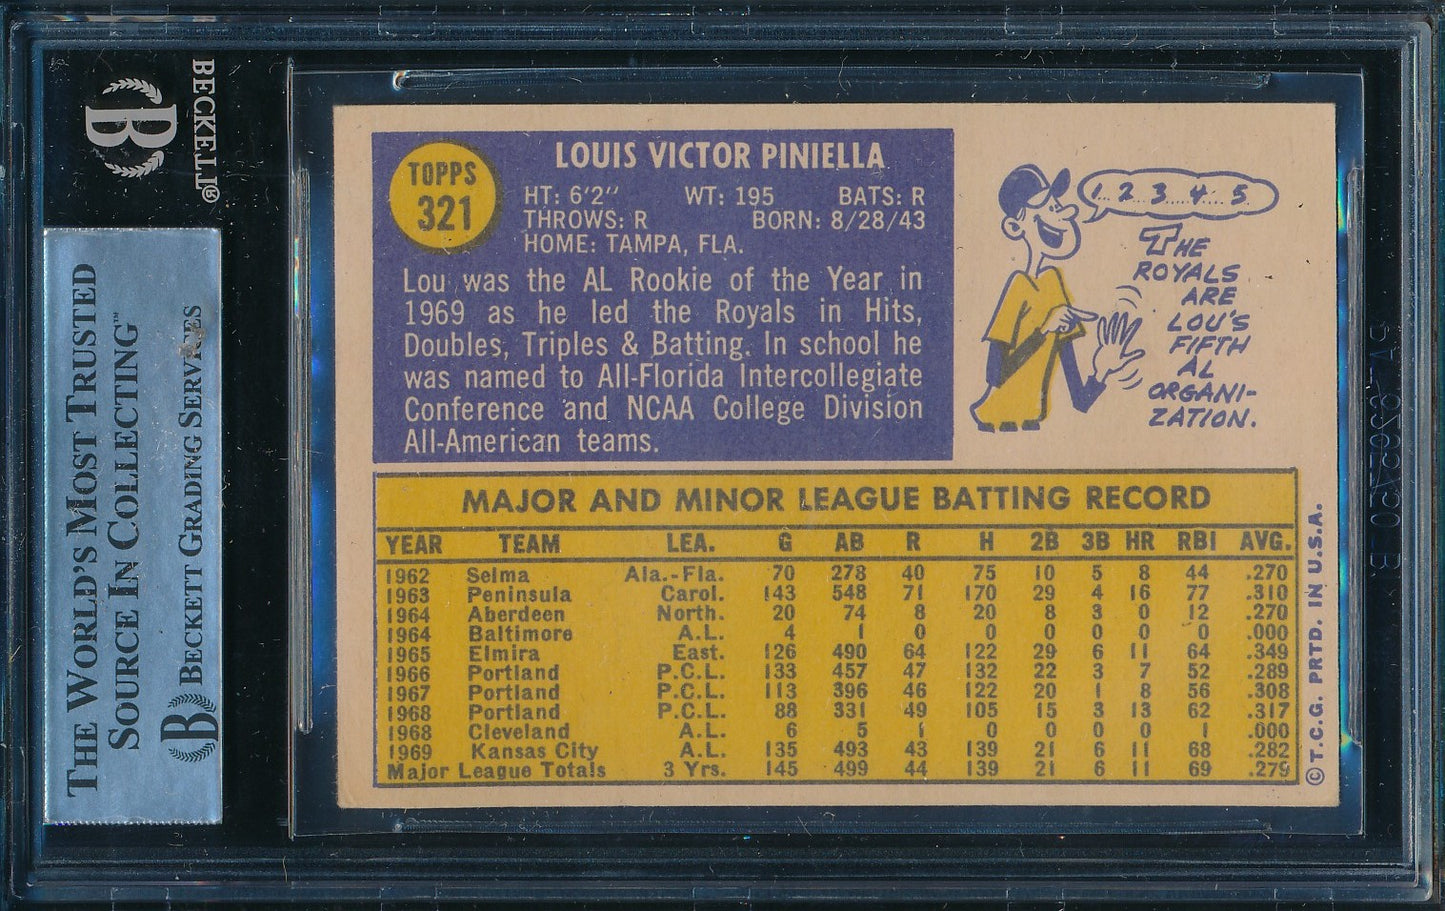 BECKETT®
B
THE WORLD'S MOST TRUSTED
SOURCE IN COLLECTING™
B BECKETT GRADING SERVICES
TOPPS
321
LOUIS VICTOR PINIELLA
HT: 6'2" WT: 195 BATS: R
THROWS: R BORN: 8/28/43
HOME: TAMPA, FLA.
Lou was the AL Rookie of the Year in
1969 as he led the Royals in Hits,
Doubles, Triples & Batting. In school he
was named to All-Florida Intercollegiate
Conference and NCAA College Division
All-American teams.
1...2....3.....4....5
THE
ROYALS
ARE
LOU'S
FIFTH
AL
ORGANI-
ZATION.
MAJOR AND MINOR LEAGUE BATTING RECORD
YEAR TEAM LEA. G AB R H 2B 3B HR RBI AVG.
1962 Selma Ala.-Fla. 70 278 40 75 10 5 8 44 .270
1963 Peninsula Carol. 143 548 71 170 29 4 16 77 .310
1964 Aberdeen North. 20 74 8 20 8 3 0 12 .270
1964 Baltimore A.L. 4 1 0 0 0 0 0 0 .000
1965 Elmira East. 126 490 64 122 29 6 11 64 .349
1966 Portland P.C.L. 133 457 47 132 22 3 7 52 .289
1967 Portland P.C.L. 113 396 46 122 20 1 8 56 .308
1968 Portland P.C.L. 88 331 49 105 15 3 13 62 .317
1968 Cleveland A.L. 6 5 1 0 0 0 0 1 .000
1969 Kansas City A.L. 135 493 43 139 21 6 11 68 .282
Major League Totals 3 Yrs. 145 499 44 139 21 6 11 69 .279
©T.C.G. PRTD. IN U.S.A.